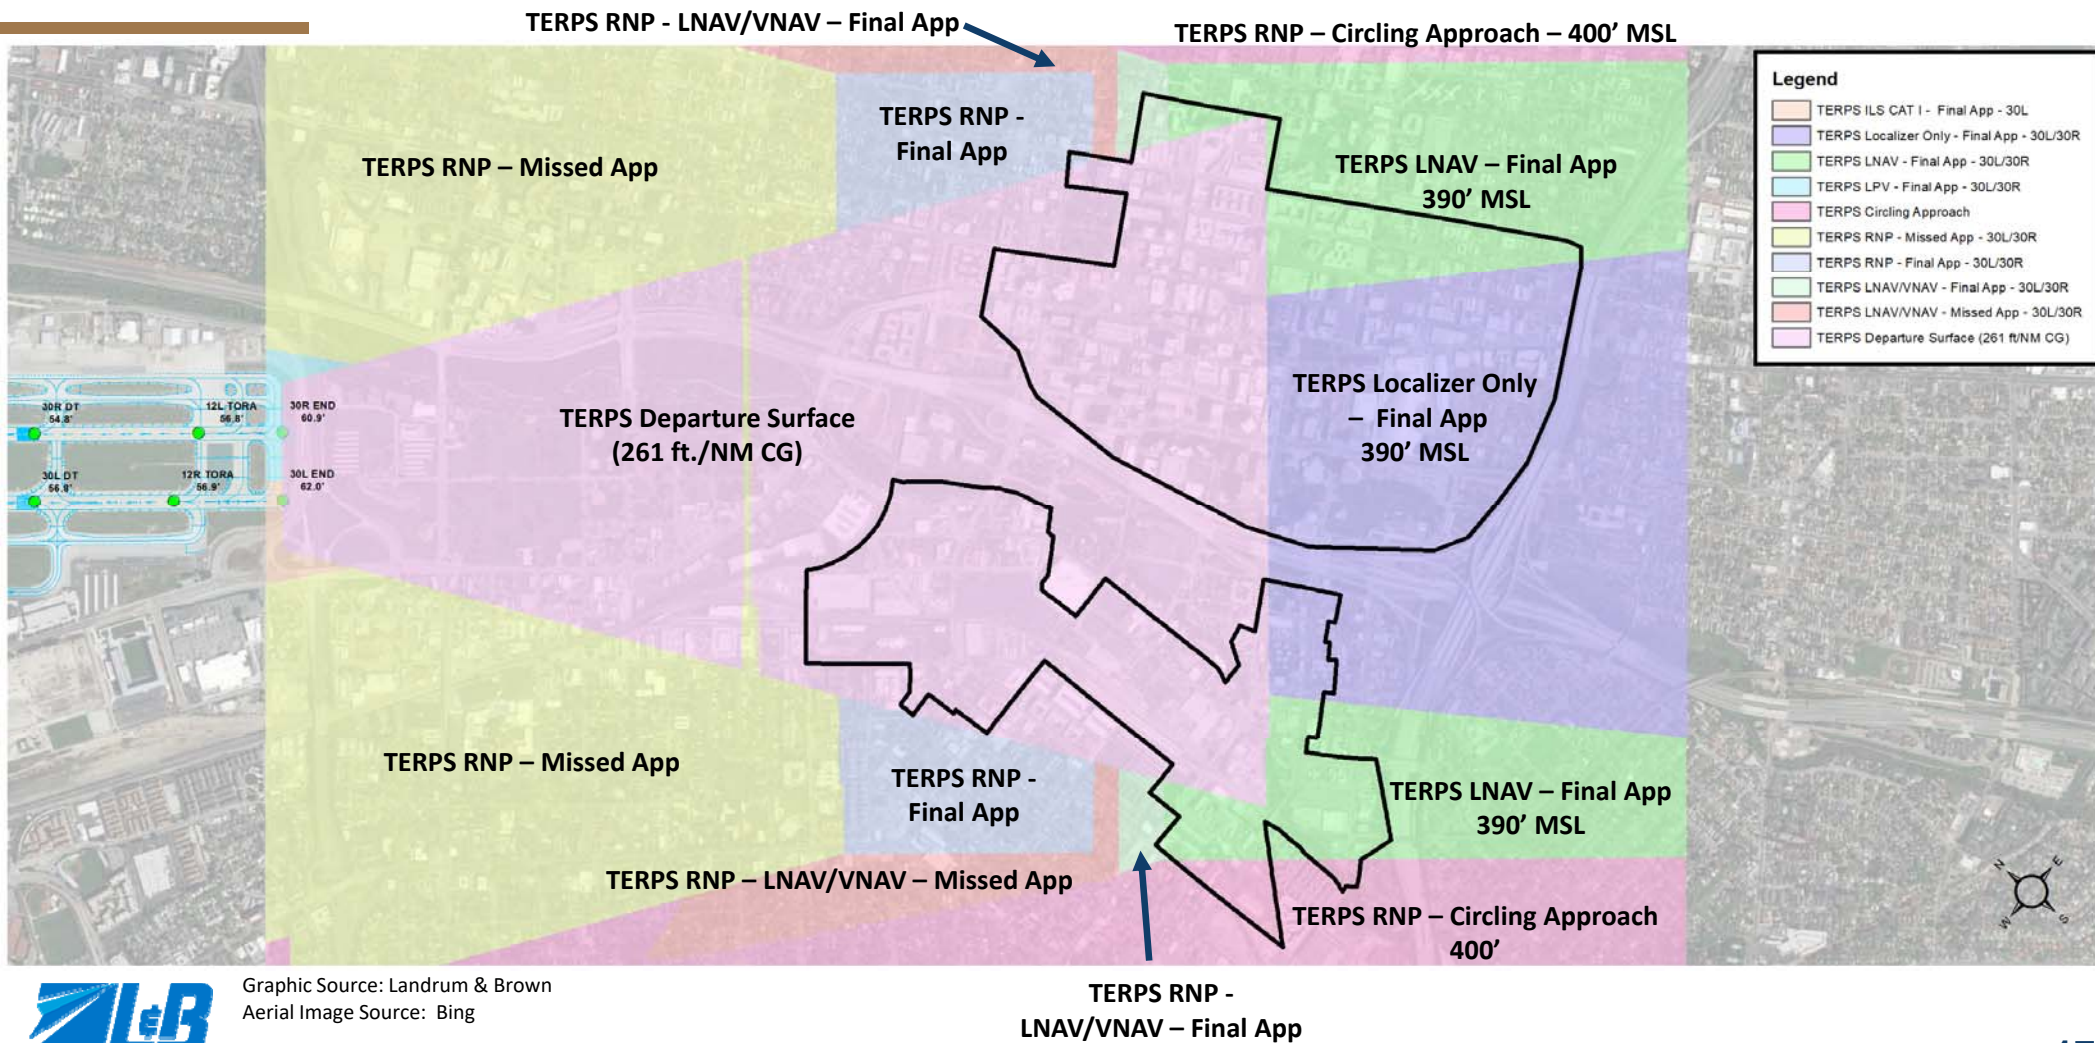 TERPS RNP - LNAV/VNAV – Final App
TERPS RNP – Circling Approach – 400’ MSL
TERPS RNP – Missed App
TERPS RNP -
Final App
TERPS LNAV – Final App
390’ MSL
Legend
TERPS ILS CAT I - Final App - 30L
TERPS Localizer Only - Final App - 30L/30R
TERPS LNAV - Final App - 30L/30R
TERPS LPV - Final App - 30L/30R
TERPS Circling Approach
TERPS RNP - Missed App - 30L/30R
TERPS RNP - Final App - 30L/30R
TERPS LNAV/VNAV - Final App - 30L/30R
TERPS LNAV/VNAV - Missed App - 30L/30R
TERPS Departure Surface (261 ft/NM CG)
30R DT
54.8'
12L TORA
56.8'
30R END
60.9'
30L DT
56.9'
12R TORA
56.9'
30L END
62.0'
TERPS Departure Surface
(261 ft./NM CG)
TERPS Localizer Only
– Final App
390’ MSL
TERPS RNP – Missed App
TERPS RNP -
Final App
TERPS LNAV – Final App
390’ MSL
TERPS RNP – LNAV/VNAV – Missed App
TERPS RNP – Circling Approach
400’
N
E
W
S
L&B
Graphic Source: Landrum & Brown
Aerial Image Source: Bing
TERPS RNP -
LNAV/VNAV – Final App